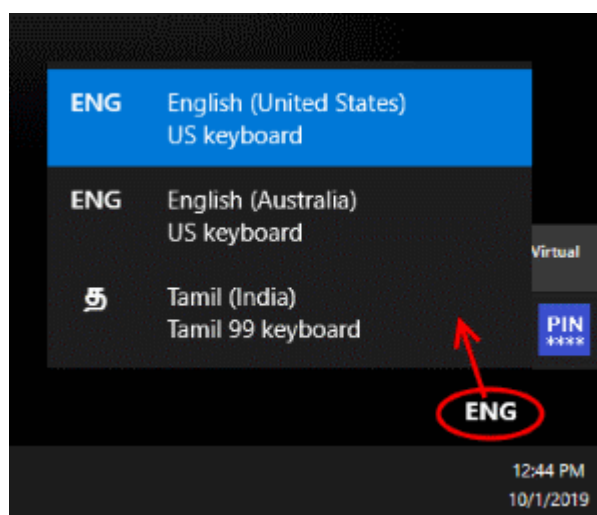 ENG English (United States)
US keyboard
ENG English (Australia)
US keyboard
Virtual
த Tamil (India)
Tamil 99 keyboard
PIN
****
ENG
12:44 PM
10/1/2019